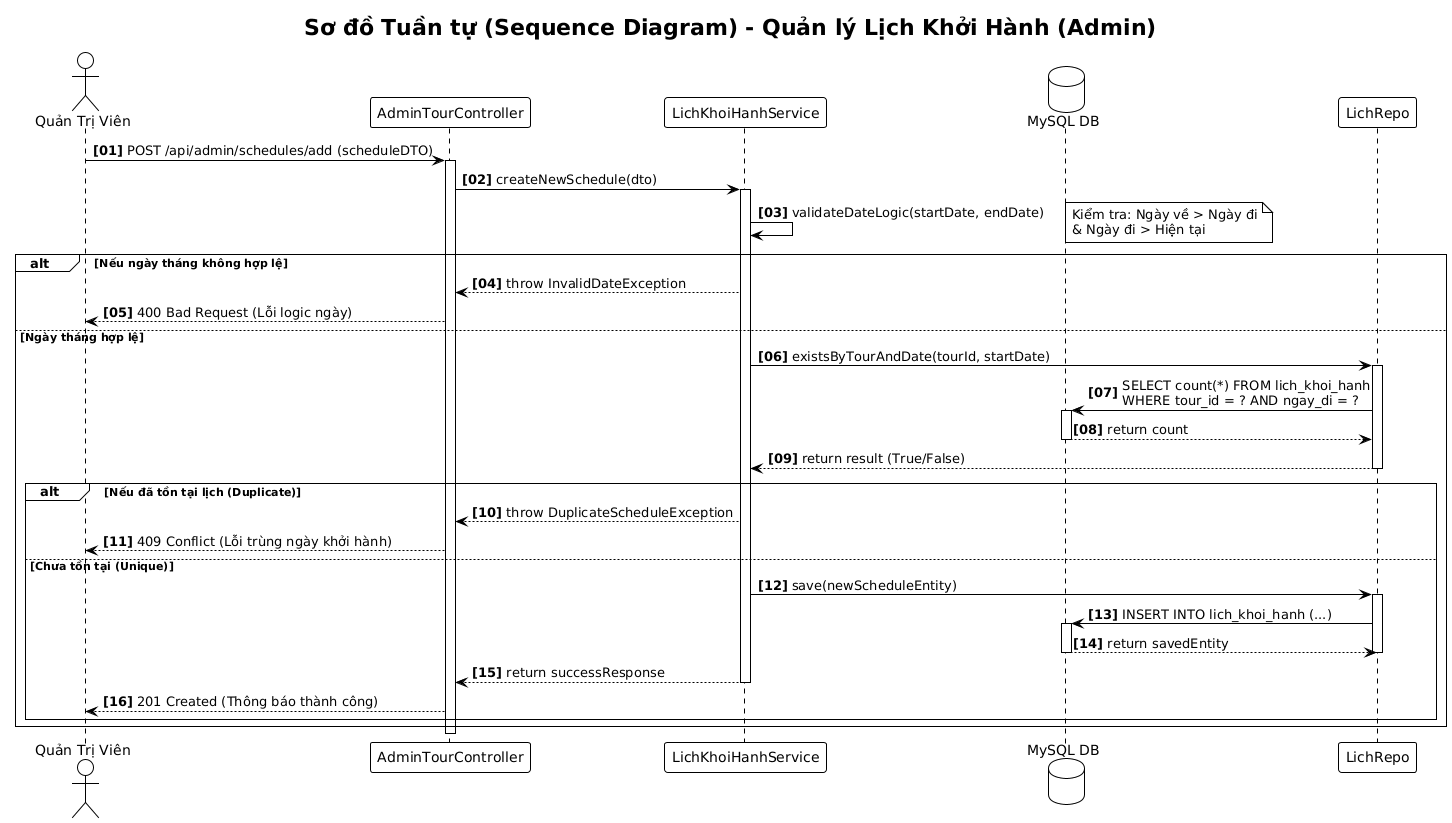 Sơ đồ Tuần tự (Sequence Diagram) - Quản lý Lịch Khởi Hành (Admin)
Quản Trị Viên
AdminTourController
LichKhoiHanhService
MySQL DB
LichRepo
[01] POST /api/admin/schedules/add (scheduleDTO)
[02] createNewSchedule(dto)
[03] validateDateLogic(startDate, endDate)
Kiểm tra: Ngày về > Ngày đi
& Ngày đi > Hiện tại
alt [Nếu ngày tháng không hợp lệ]
[04] throw InvalidDateException
[05] 400 Bad Request (Lỗi logic ngày)
[Ngày tháng hợp lệ]
[06] existsByTourAndDate(tourId, startDate)
[07] SELECT count(*) FROM lich_khoi_hanh
WHERE tour_id = ? AND ngay_di = ?
[08] return count
[09] return result (True/False)
alt [Nếu đã tồn tại lịch (Duplicate)]
[10] throw DuplicateScheduleException
[11] 409 Conflict (Lỗi trùng ngày khởi hành)
[Chưa tồn tại (Unique)]
[12] save(newScheduleEntity)
[13] INSERT INTO lich_khoi_hanh (...)
[14] return savedEntity
[15] return successResponse
[16] 201 Created (Thông báo thành công)
Quản Trị Viên
AdminTourController
LichKhoiHanhService
MySQL DB
LichRepo